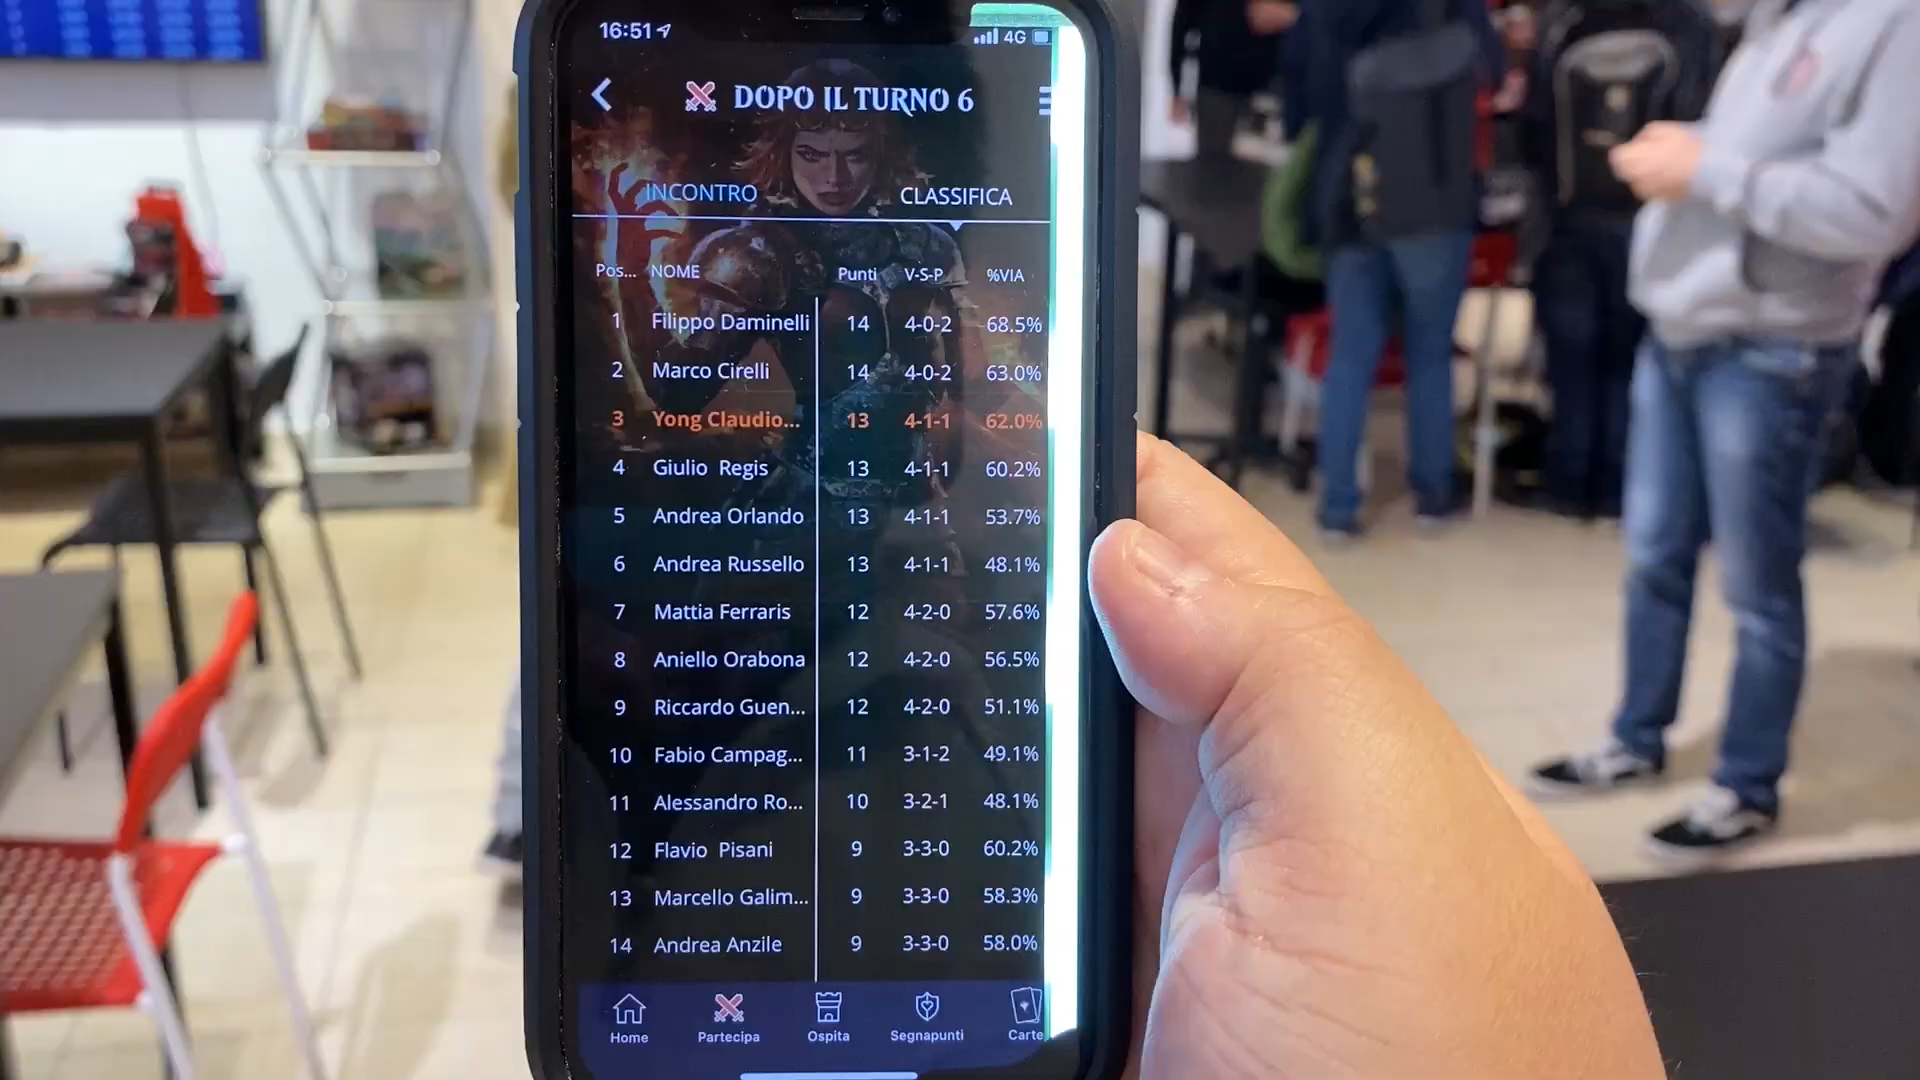 16:51
4G
DOPO IL TURNO 6
INCONTRO CLASSIFICA
Pos... NOME Punti V-S-P %VIA
1 Filippo Daminelli 14 4-0-2 68.5%
2 Marco Cirelli 14 4-0-2 63.0%
3 Yong Claudio... 13 4-1-1 62.0%
4 Giulio Regis 13 4-1-1 60.2%
5 Andrea Orlando 13 4-1-1 53.7%
6 Andrea Russello 13 4-1-1 48.1%
7 Mattia Ferraris 12 4-2-0 57.6%
8 Aniello Orabona 12 4-2-0 56.5%
9 Riccardo Guen... 12 4-2-0 51.1%
10 Fabio Campag... 11 3-1-2 49.1%
11 Alessandro Ro... 10 3-2-1 48.1%
12 Flavio Pisani 9 3-3-0 60.2%
13 Marcello Galim... 9 3-3-0 58.3%
14 Andrea Anzile 9 3-3-0 58.0%
Home Partecipa Ospita Segnapunti Carte